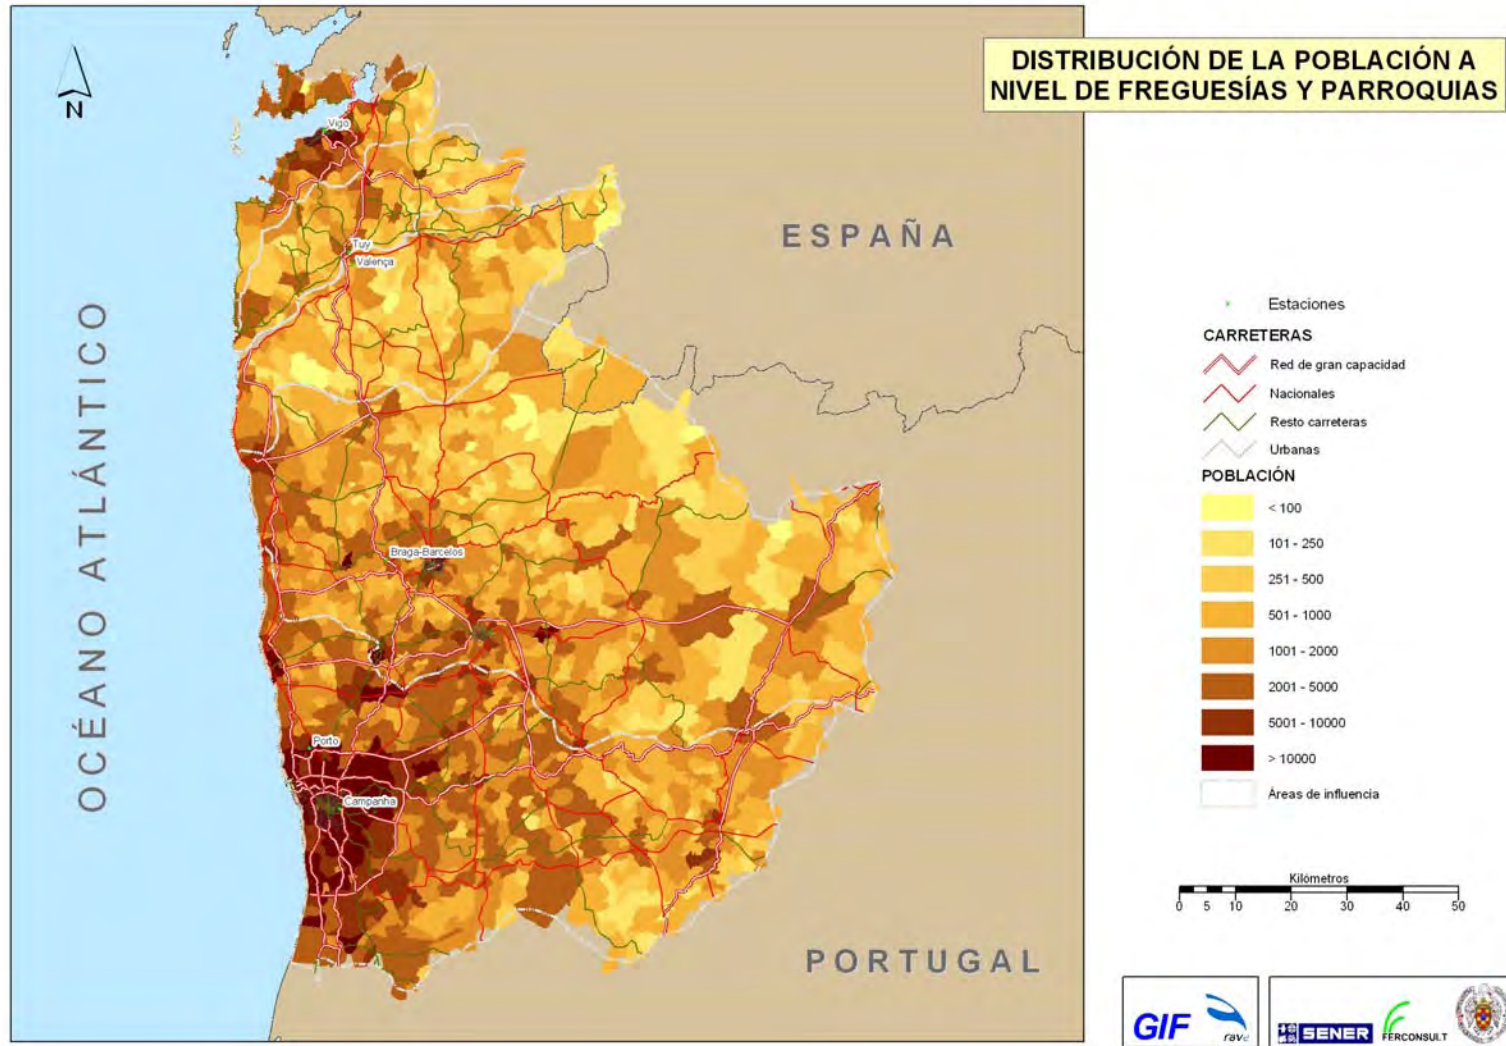 DISTRIBUCIÓN DE LA POBLACIÓN A
NIVEL DE FREGUESÍAS Y PARROQUIAS
N
Vigo
ESPAÑA
Tuy
Valença
OCÉANO ATLÁNTICO
Braga-Barcelos
Porto
Campanha
PORTUGAL
Estaciones
CARRETERAS
Red de gran capacidad
Nacionales
Resto carreteras
Urbanas
POBLACIÓN
< 100
101 - 250
251 - 500
501 - 1000
1001 - 2000
2001 - 5000
5001 - 10000
> 10000
Áreas de influencia
Kilómetros
0 5 10 20 30 40 50
GIF
rave
SENER
FERCONSULT